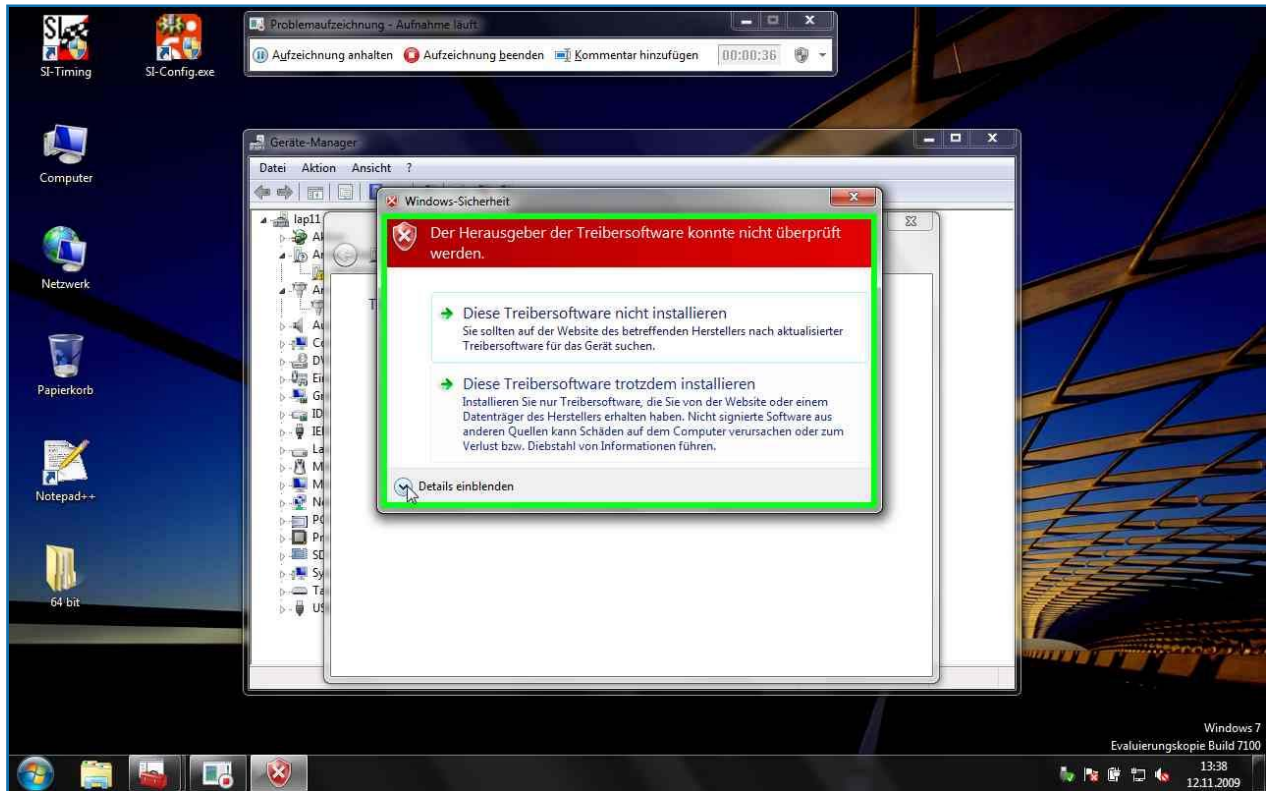 SI-Timing
SI-Config.exe
Problemaufzeichnung - Aufnahme läuft
Aufzeichnung anhalten Aufzeichnung beenden Kommentar hinzufügen 00:00:36
Computer
Netzwerk
Papierkorb
Notepad++
64 bit
Geräte-Manager
Datei Aktion Ansicht ?
lap11
Windows-Sicherheit
Der Herausgeber der Treibersoftware konnte nicht überprüft
werden.
Diese Treibersoftware nicht installieren
Sie sollten auf der Website des betreffenden Herstellers nach aktualisierter
Treibersoftware für das Gerät suchen.
Diese Treibersoftware trotzdem installieren
Installieren Sie nur Treibersoftware, die Sie von der Website oder einem
Datenträger des Herstellers erhalten haben. Nicht signierte Software aus
anderen Quellen kann Schäden auf dem Computer verursachen oder zum
Verlust bzw. Diebstahl von Informationen führen.
Details einblenden
Windows 7
Evaluierungskopie Build 7100
13:38
12.11.2009